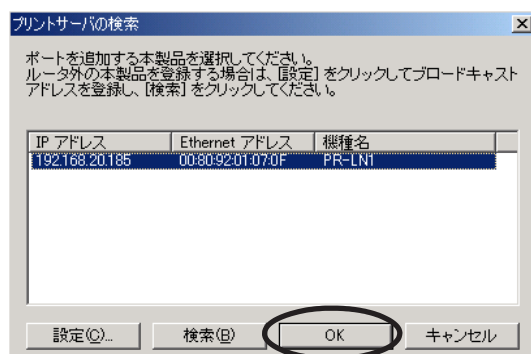 プリントサーバの検索
ポートを追加する本製品を選択してください。
ルータ外の本製品を登録する場合は、[設定] をクリックしてブロードキャスト
アドレスを登録し、[検索] をクリックしてください。
IP アドレス Ethernet アドレス 機種名
192.168.20.185 00:80:92:01:07:0F PR-LN1
設定(C)... 検索(B) OK キャンセル